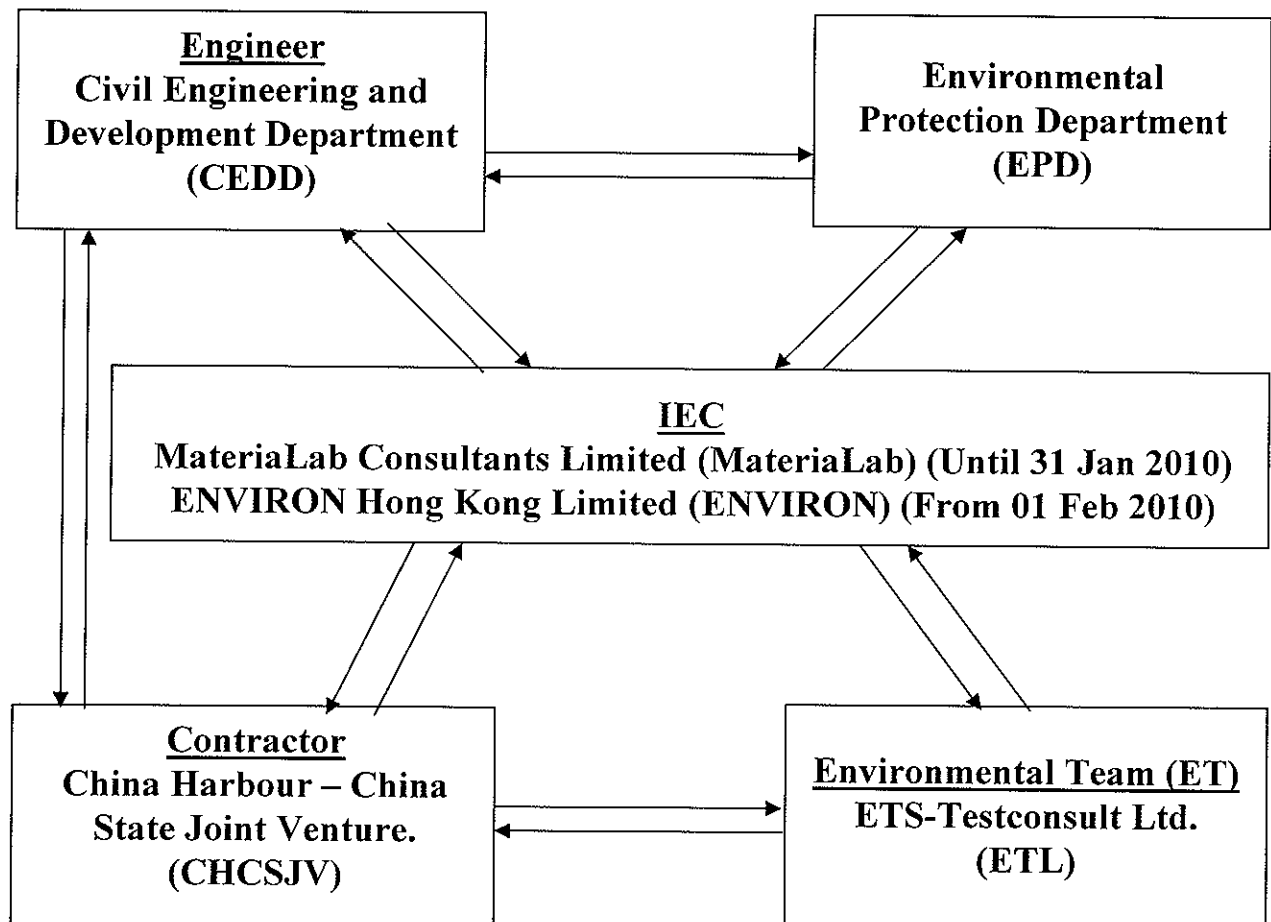 Engineer
Civil Engineering and
Development Department
(CEDD)
Environmental
Protection Department
(EPD)
IEC
MateriaLab Consultants Limited (MateriaLab) (Until 31 Jan 2010)
ENVIRON Hong Kong Limited (ENVIRON) (From 01 Feb 2010)
Contractor
China Harbour – China
State Joint Venture.
(CHCSJV)
Environmental Team (ET)
ETS-Testconsult Ltd.
(ETL)